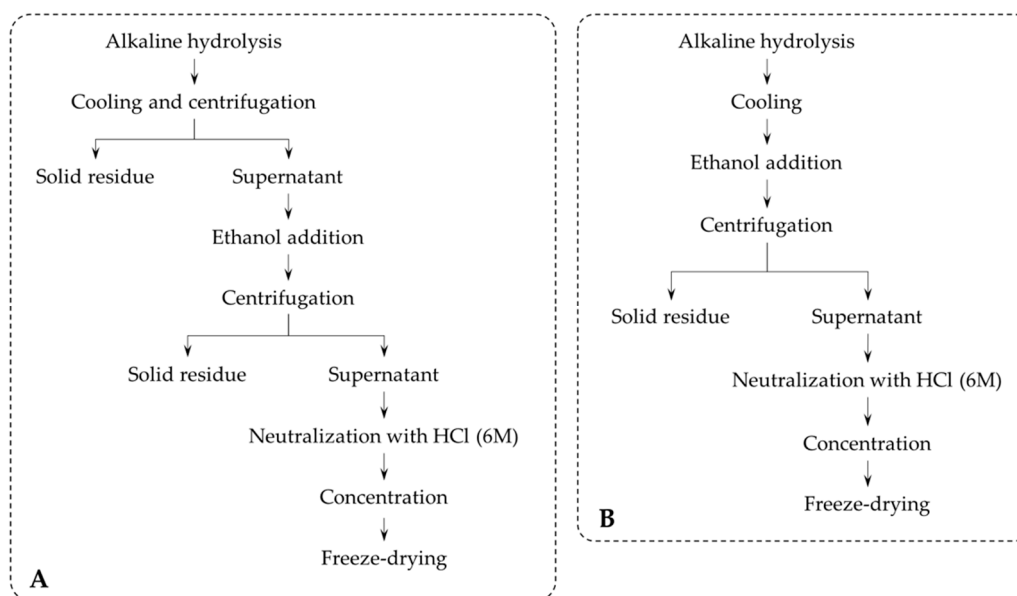 Alkaline hydrolysis
Cooling and centrifugation
Solid residue
Supernatant
Ethanol addition
Centrifugation
Solid residue
Supernatant
Neutralization with HCl (6M)
Concentration
Freeze-drying
A
Alkaline hydrolysis
Cooling
Ethanol addition
Centrifugation
Solid residue
Supernatant
Neutralization with HCl (6M)
Concentration
Freeze-drying
B